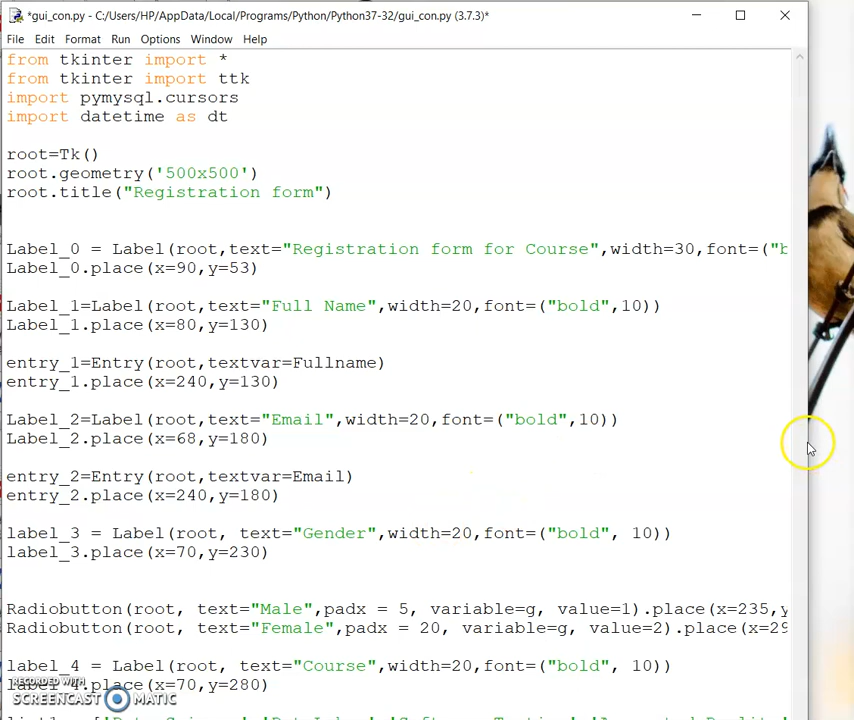 *gui_con.py - C:/Users/HP/AppData/Local/Programs/Python/Python37-32/gui_con.py (3.7.3)*
File Edit Format Run Options Window Help
from tkinter import *
from tkinter import ttk
import pymysql.cursors
import datetime as dt
root=Tk()
root.geometry('500x500')
root.title("Registration form")
Label_0 = Label(root,text="Registration form for Course",width=30,font=("b
Label_0.place(x=90,y=53)
Label_1=Label(root,text="Full Name",width=20,font=("bold",10))
Label_1.place(x=80,y=130)
entry_1=Entry(root,textvar=Fullname)
entry_1.place(x=240,y=130)
Label_2=Label(root,text="Email",width=20,font=("bold",10))
Label_2.place(x=68,y=180)
entry_2=Entry(root,textvar=Email)
entry_2.place(x=240,y=180)
label_3 = Label(root, text="Gender",width=20,font=("bold", 10))
label_3.place(x=70,y=230)
Radiobutton(root, text="Male",padx = 5, variable=g, value=1).place(x=235,y
Radiobutton(root, text="Female",padx = 20, variable=g, value=2).place(x=29
label_4 = Label(root, text="Course",width=20,font=("bold", 10))
label_4.place(x=70,y=280)
RECORDED WITH
SCREENCAST MATIC